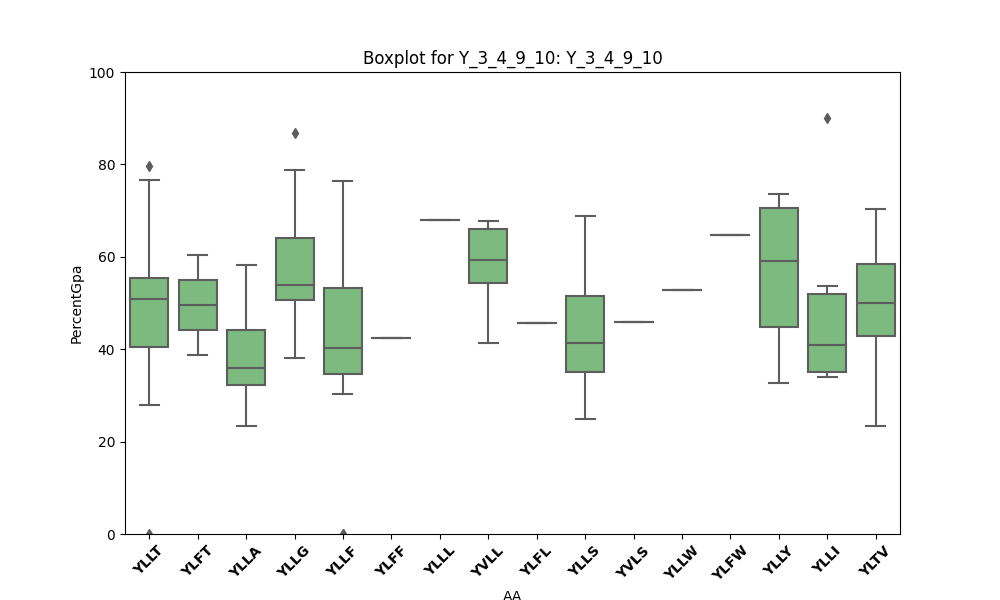 Boxplot for Y_3_4_9_10: Y_3_4_9_10
PercentGpa
100
80
60
40
20
0
YLLT YLFT YLLA YLLG YLLF YLFF YLLL YVLL YLFL YLLS YVLS YLLW YLFW YLLY YLLI YLTV
AA